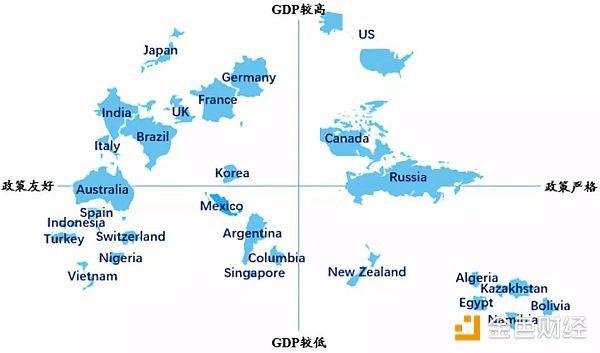 GDP较高
US
Japan
Germany
France
UK
India
Brazil
Italy
Canada
Korea
Russia
政策友好
政策严格
Australia
Mexico
Spain
Indonesia
Turkey
Switzerland
Argentina
Nigeria
Columbia
Vietnam
Singapore
New Zealand
Algeria
Kazakhstan
Egypt
Bolivia
Namibia
金色财经
GDP较低